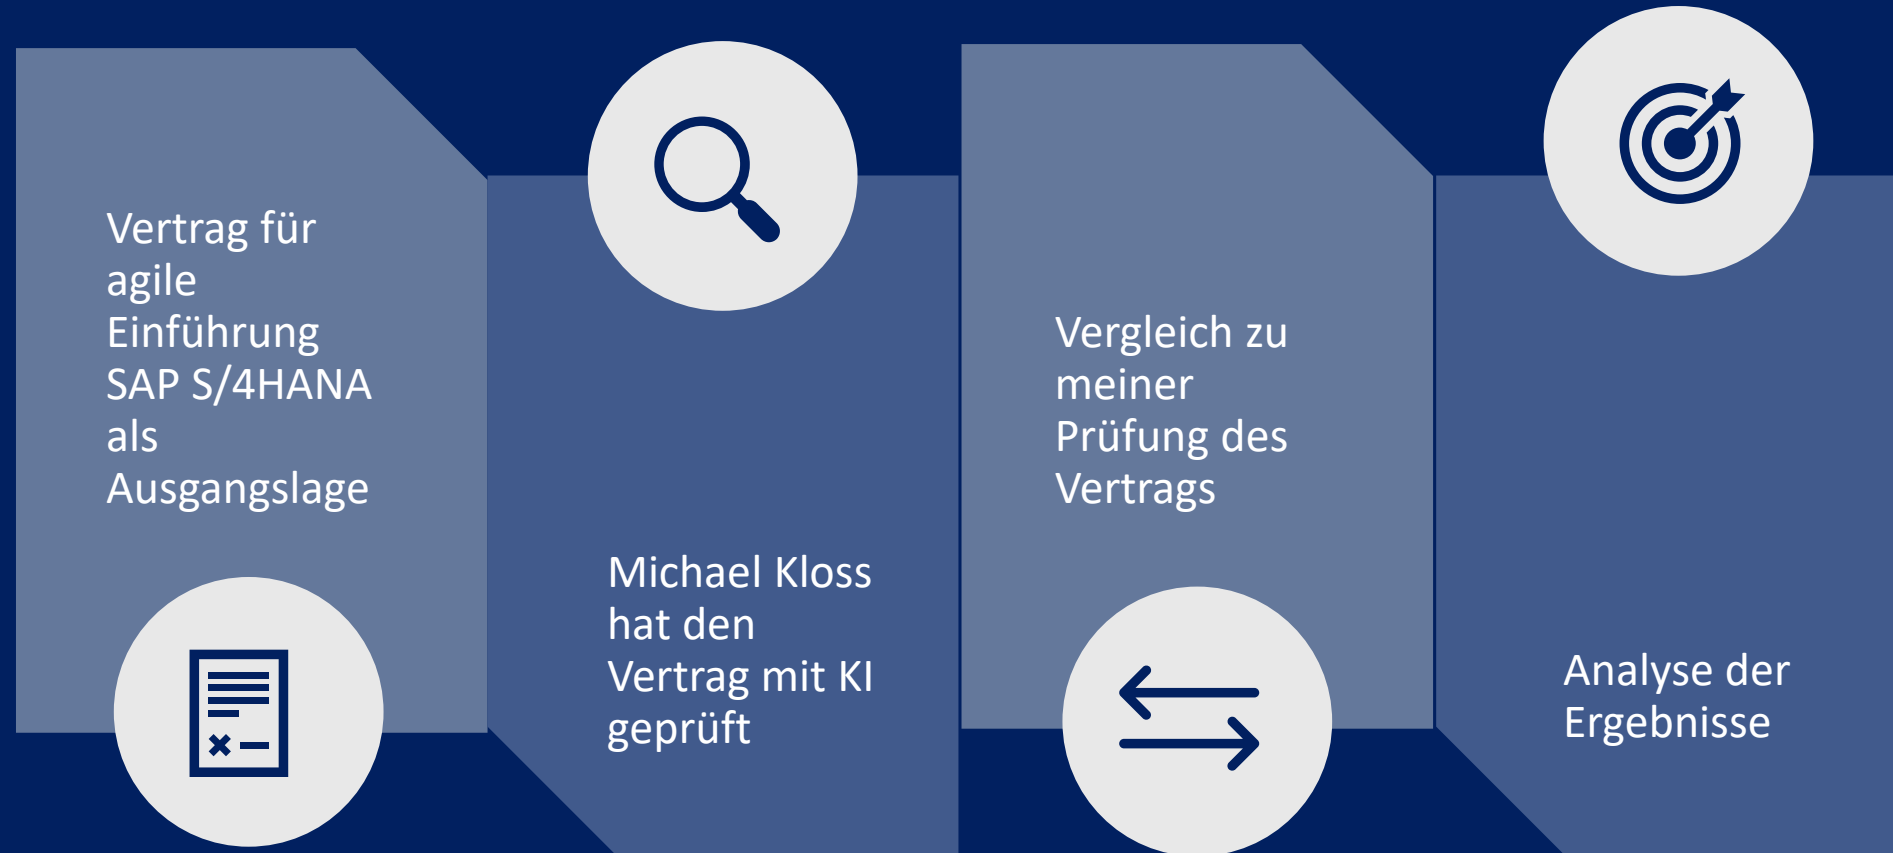 Vertrag für
agile
Einführung
SAP S/4HANA
als
Ausgangslage
Michael Kloss
hat den
Vertrag mit KI
geprüft
Vergleich zu
meiner
Prüfung des
Vertrags
Analyse der
Ergebnisse